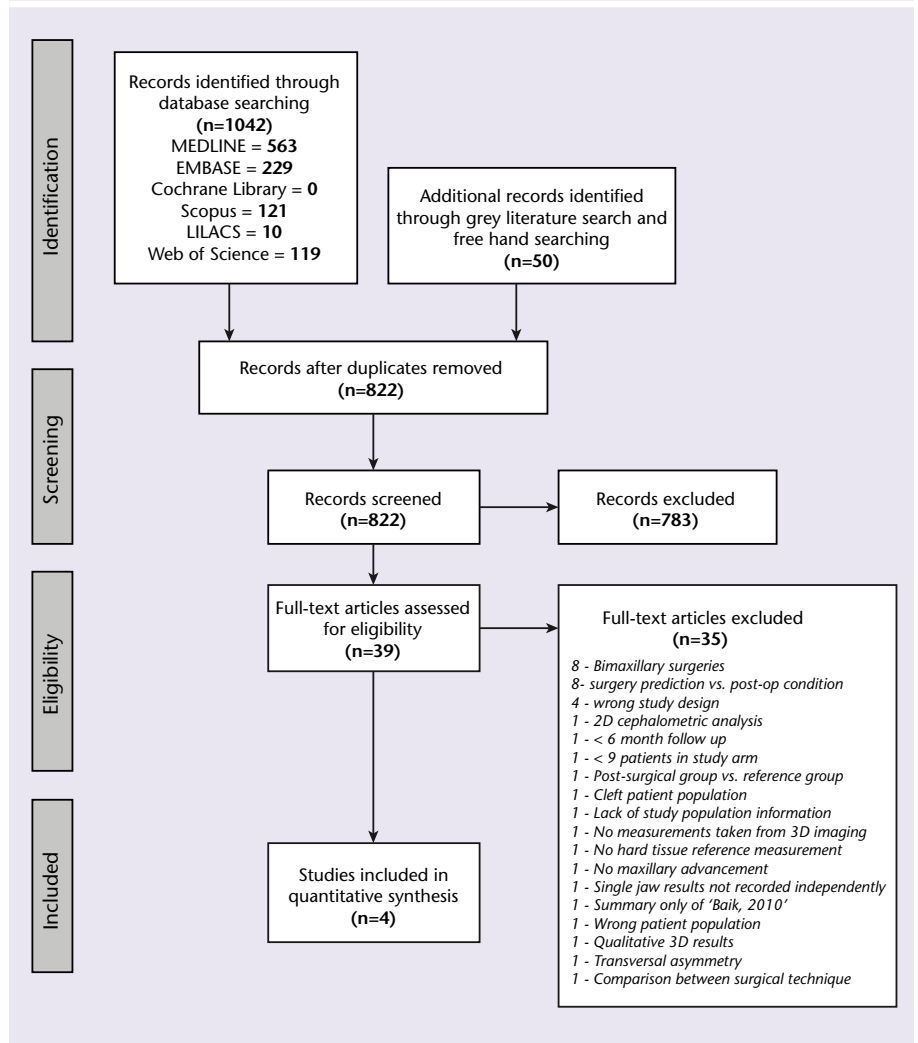 Identification
Records identified through
database searching
(n=1042)
MEDLINE = 563
EMBASE = 229
Cochrane Library = 0
Scopus = 121
LILACS = 10
Web of Science = 119
Additional records identified
through grey literature search and
free hand searching
(n=50)
Records after duplicates removed
(n=822)
Screening
Records screened
(n=822)
Records excluded
(n=783)
Eligibility
Full-text articles assessed
for eligibility
(n=39)
Full-text articles excluded
(n=35)
8 - Bimaxillary surgeries
8- surgery prediction vs. post-op condition
4 - wrong study design
1 - 2D cephalometric analysis
1 - < 6 month follow up
1 - < 9 patients in study arm
1 - Post-surgical group vs. reference group
1 - Cleft patient population
1 - Lack of study population information
1 - No measurements taken from 3D imaging
1 - No hard tissue reference measurement
1 - No maxillary advancement
1 - Single jaw results not recorded independently
1 - Summary only of ‘Baik, 2010’
1 - Wrong patient population
1 - Qualitative 3D results
1 - Transversal asymmetry
1 - Comparison between surgical technique
Included
Studies included in
quantitative synthesis
(n=4)